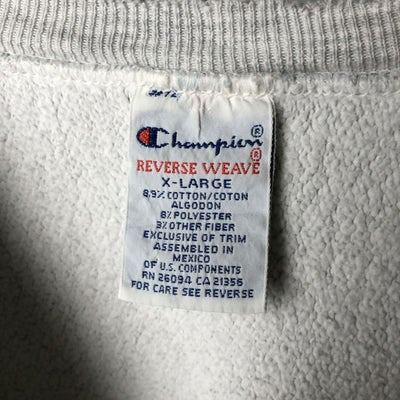 Champion®
REVERSE WEAVE®
X-LARGE
89% COTTON/COTON
ALGODON
8% POLYESTER
3% OTHER FIBER
EXCLUSIVE OF TRIM
ASSEMBLED IN
MEXICO
OF U.S. COMPONENTS
RN 26094 CA 21356
FOR CARE SEE REVERSE